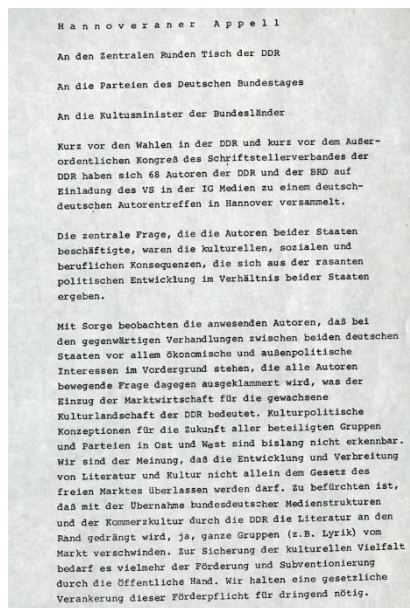 Hannoveraner Appell
An den Zentralen Runden Tisch der DDR
An die Parteien des Deutschen Bundestages
An die Kultusminister der Bundesländer
Kurz vor den Wahlen in der DDR und kurz vor dem Außer-
ordentlichen Kongreß des Schriftstellerverbandes der
DDR haben sich 68 Autoren der DDR und der BRD auf
Einladung des VS in der IG Medien zu einem deutsch-
deutschen Autorentreffen in Hannover versammelt.
Die zentrale Frage, die die Autoren beider Staaten
beschäftigte, waren die kulturellen, sozialen und
beruflichen Konsequenzen, die sich aus der rasanten
politischen Entwicklung im Verhältnis beider Staaten
ergeben.
Mit Sorge beobachten die anwesenden Autoren, daß bei
den gegenwärtigen Verhandlungen zwischen beiden deutschen
Staaten vor allem ökonomische und außenpolitische
Interessen im Vordergrund stehen, die alle Autoren
bewegende Frage dagegen ausgeklammert wird, was der
Einzug der Marktwirtschaft für die gewachsene
Kulturlandschaft der DDR bedeutet. Kulturpolitische
Konzeptionen für die Zukunft aller beteiligten Gruppen
und Parteien in Ost und West sind bislang nicht erkennbar.
Wir sind der Meinung, daß die Entwicklung und Verbreitung
von Literatur und Kultur nicht allein dem Gesetz des
freien Marktes überlassen werden darf. Zu befürchten ist,
daß mit der Übernahme bundesdeutscher Medienstrukturen
und der Kommerzkultur durch die DDR die Literatur an den
Rand gedrängt wird, ja, ganze Gruppen (z.B. Lyrik) vom
Markt verschwinden. Zur Sicherung der kulturellen Vielfalt
bedarf es vielmehr der Förderung und Subventionierung
durch die Öffentliche Hand. Wir halten eine gesetzliche
Verankerung dieser Förderpflicht für dringend nötig.